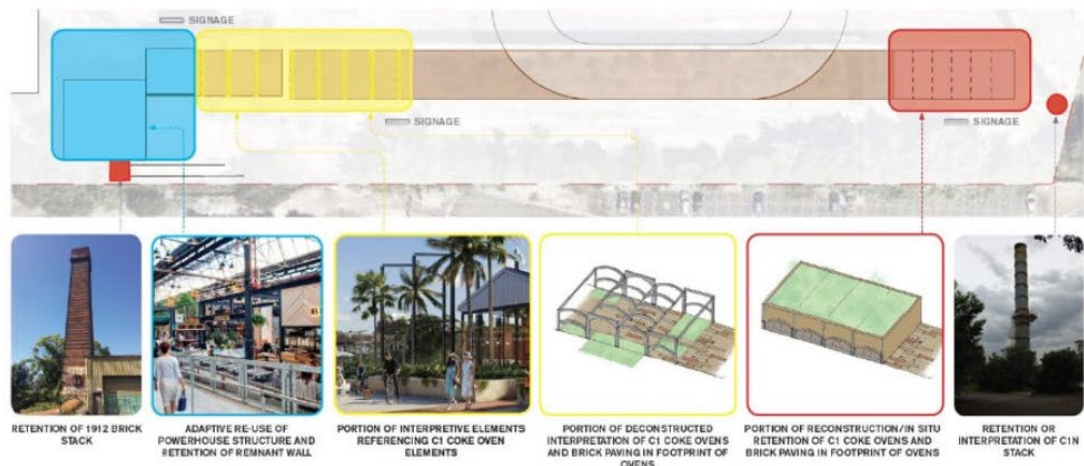 SIGNAGE
SIGNAGE
SIGNAGE
RETENTION OF 1912 BRICK
STACK
ADAPTIVE RE-USE OF
POWERHOUSE STRUCTURE AND
RETENTION OF REMNANT WALL
PORTION OF INTERPRETIVE ELEMENTS
REFERENCING C1 COKE OVEN
ELEMENTS
PORTION OF DECONSTRUCTED
INTERPRETATION OF C1 COKE OVENS
AND BRICK PAVING IN FOOTPRINT OF
OVENS
PORTION OF RECONSTRUCTION/IN SITU
RETENTION OF C1 COKE OVENS AND
BRICK PAVING IN FOOTPRINT OF OVENS
RETENTION OR
INTERPRETATION OF C1N
STACK